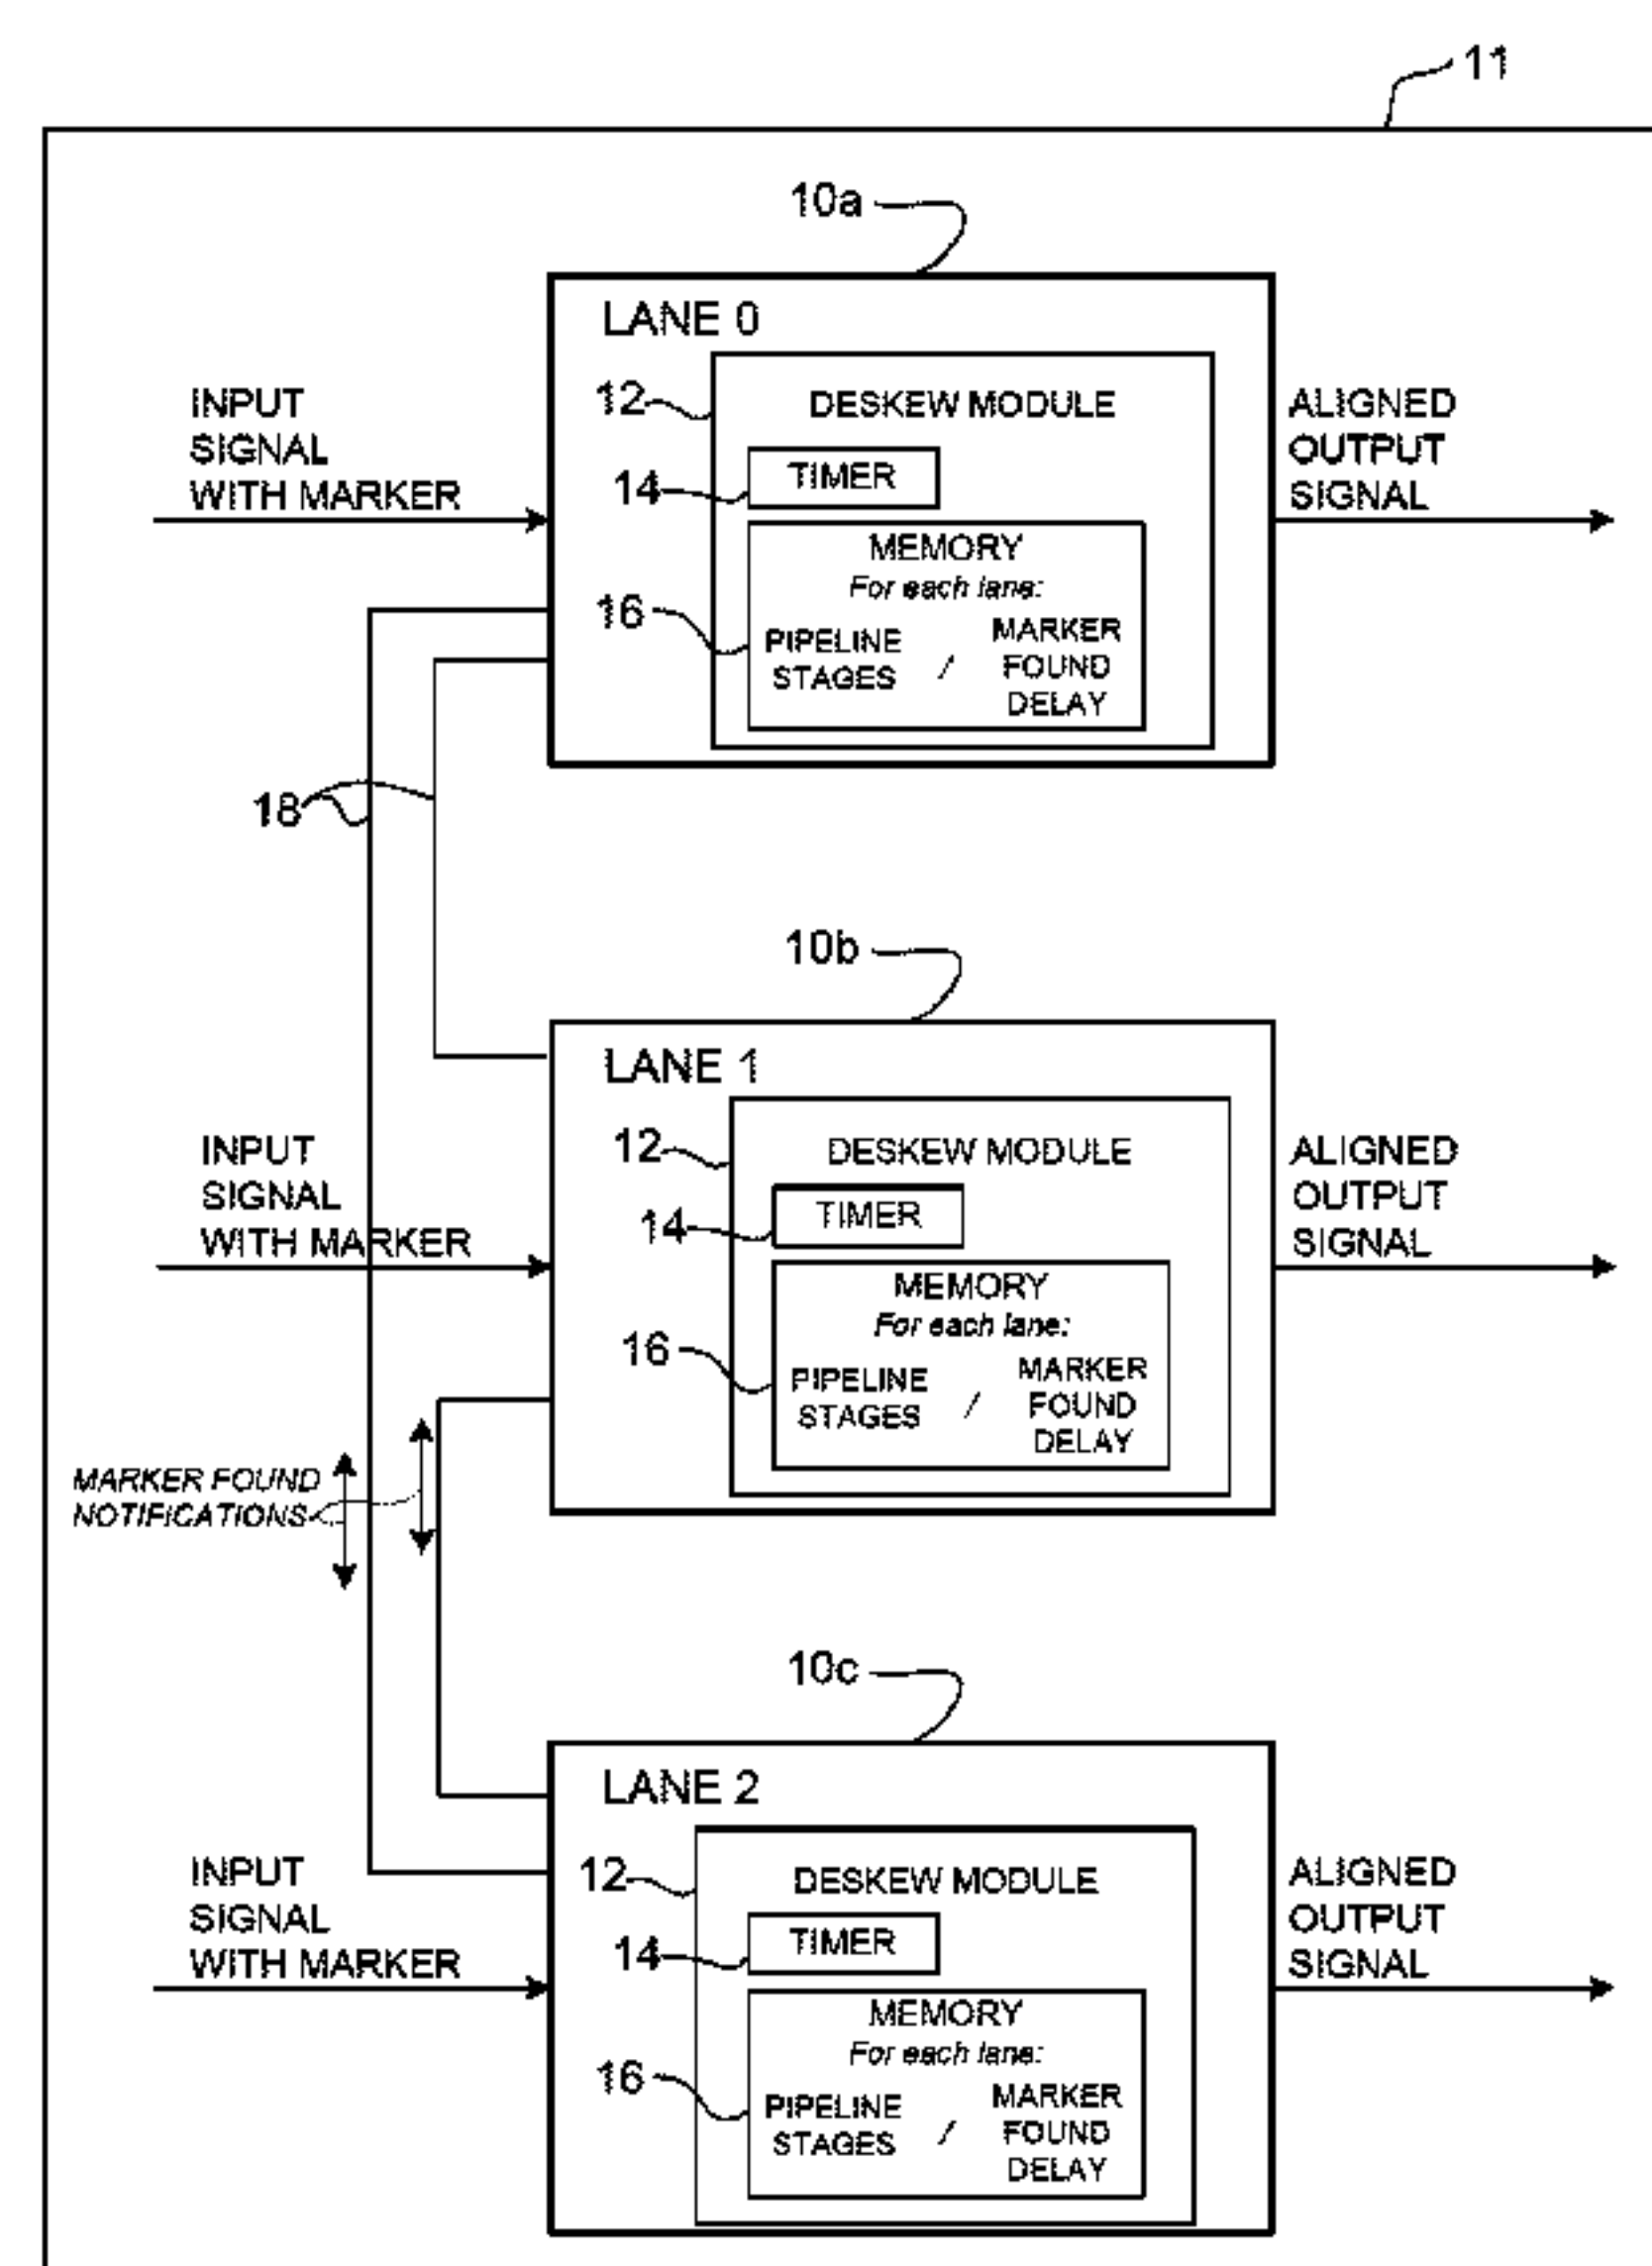 11
10a
LANE 0
INPUT
SIGNAL
WITH MARKER
12
DESKEW MODULE
14
TIMER
16
MEMORY
For each lane:
PIPELINE
STAGES
/
MARKER
FOUND
DELAY
ALIGNED
OUTPUT
SIGNAL
18
10b
LANE 1
INPUT
SIGNAL
WITH MARKER
12
DESKEW MODULE
14
TIMER
16
MEMORY
For each lane:
PIPELINE
STAGES
/
MARKER
FOUND
DELAY
ALIGNED
OUTPUT
SIGNAL
MARKER FOUND
NOTIFICATIONS
10c
LANE 2
INPUT
SIGNAL
WITH MARKER
12
DESKEW MODULE
14
TIMER
16
MEMORY
For each lane:
PIPELINE
STAGES
/
MARKER
FOUND
DELAY
ALIGNED
OUTPUT
SIGNAL